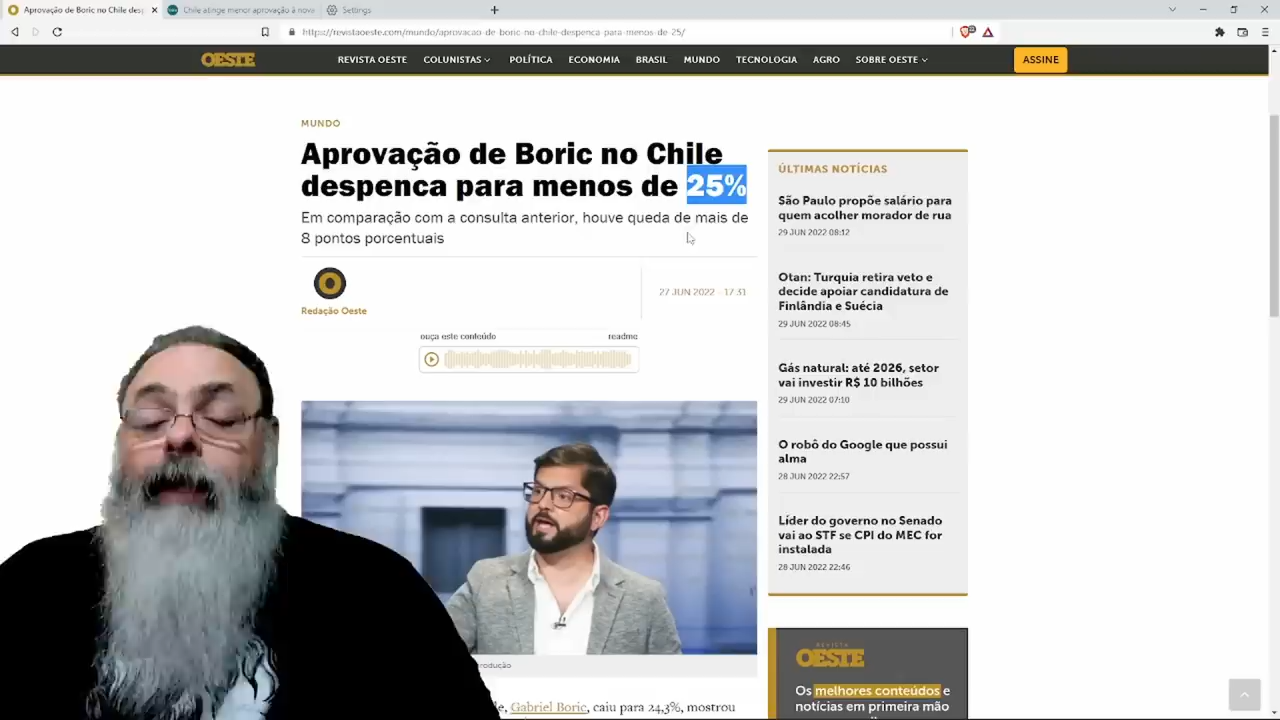 Aprovação de Boric no Chile desp
Chile atinge menor aprovação à nova
Settings
https://revistaoeste.com/mundo/aprovacao-de-boric-no-chile-despenca-para-menos-de-25/
OESTE
REVISTA OESTE
COLUNISTAS
POLÍTICA
ECONOMIA
BRASIL
MUNDO
TECNOLOGIA
AGRO
SOBRE OESTE
ASSINE
MUNDO
Aprovação de Boric no Chile
despenca para menos de 25%
Em comparação com a consulta anterior, houve queda de mais de
8 pontos porcentuais
Redação Oeste
27 JUN 2022 - 17:31
ouça este conteúdo
readme
odução
le, Gabriel Boric, caiu para 24,3%, mostrou
ÚLTIMAS NOTÍCIAS
São Paulo propõe salário para
quem acolher morador de rua
29 JUN 2022 08:12
Otan: Turquia retira veto e
decide apoiar candidatura de
Finlândia e Suécia
29 JUN 2022 08:45
Gás natural: até 2026, setor
vai investir R$ 10 bilhões
29 JUN 2022 07:10
O robô do Google que possui
alma
28 JUN 2022 22:57
Líder do governo no Senado
vai ao STF se CPI do MEC for
instalada
28 JUN 2022 22:46
REVISTA
OESTE
Os melhores conteúdos e
notícias em primeira mão